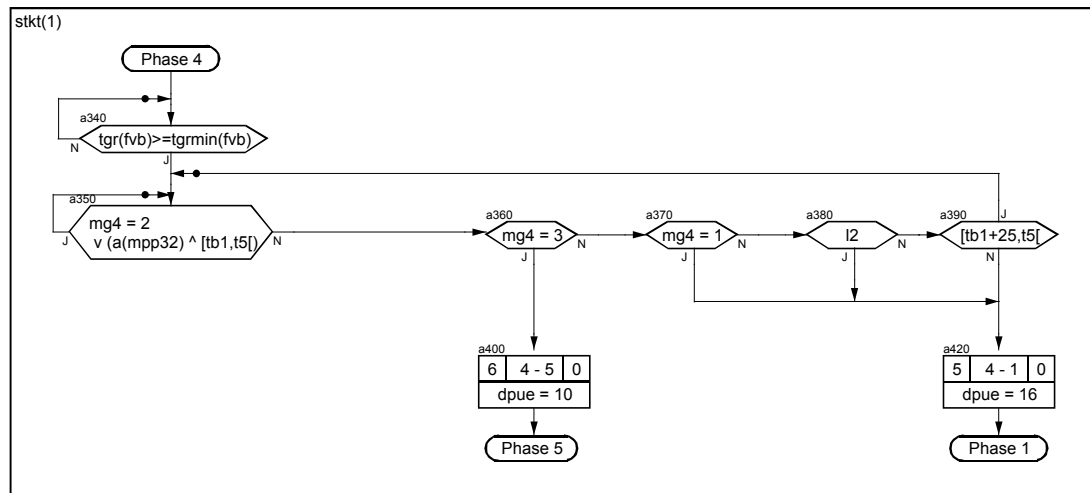 stkt(1)
Phase 4
a340
tgr(fvb)>=tgrmin(fvb)
N
J
a350
mg4 = 2
v (a(mpp32) ^ [tb1,t5[)
J
N
a360
mg4 = 3
N
J
a370
mg4 = 1
N
J
a380
l2
N
J
a390
[tb1+25,t5[
J
N
a400
6 4 - 5 0
dpue = 10
Phase 5
a420
5 4 - 1 0
dpue = 16
Phase 1